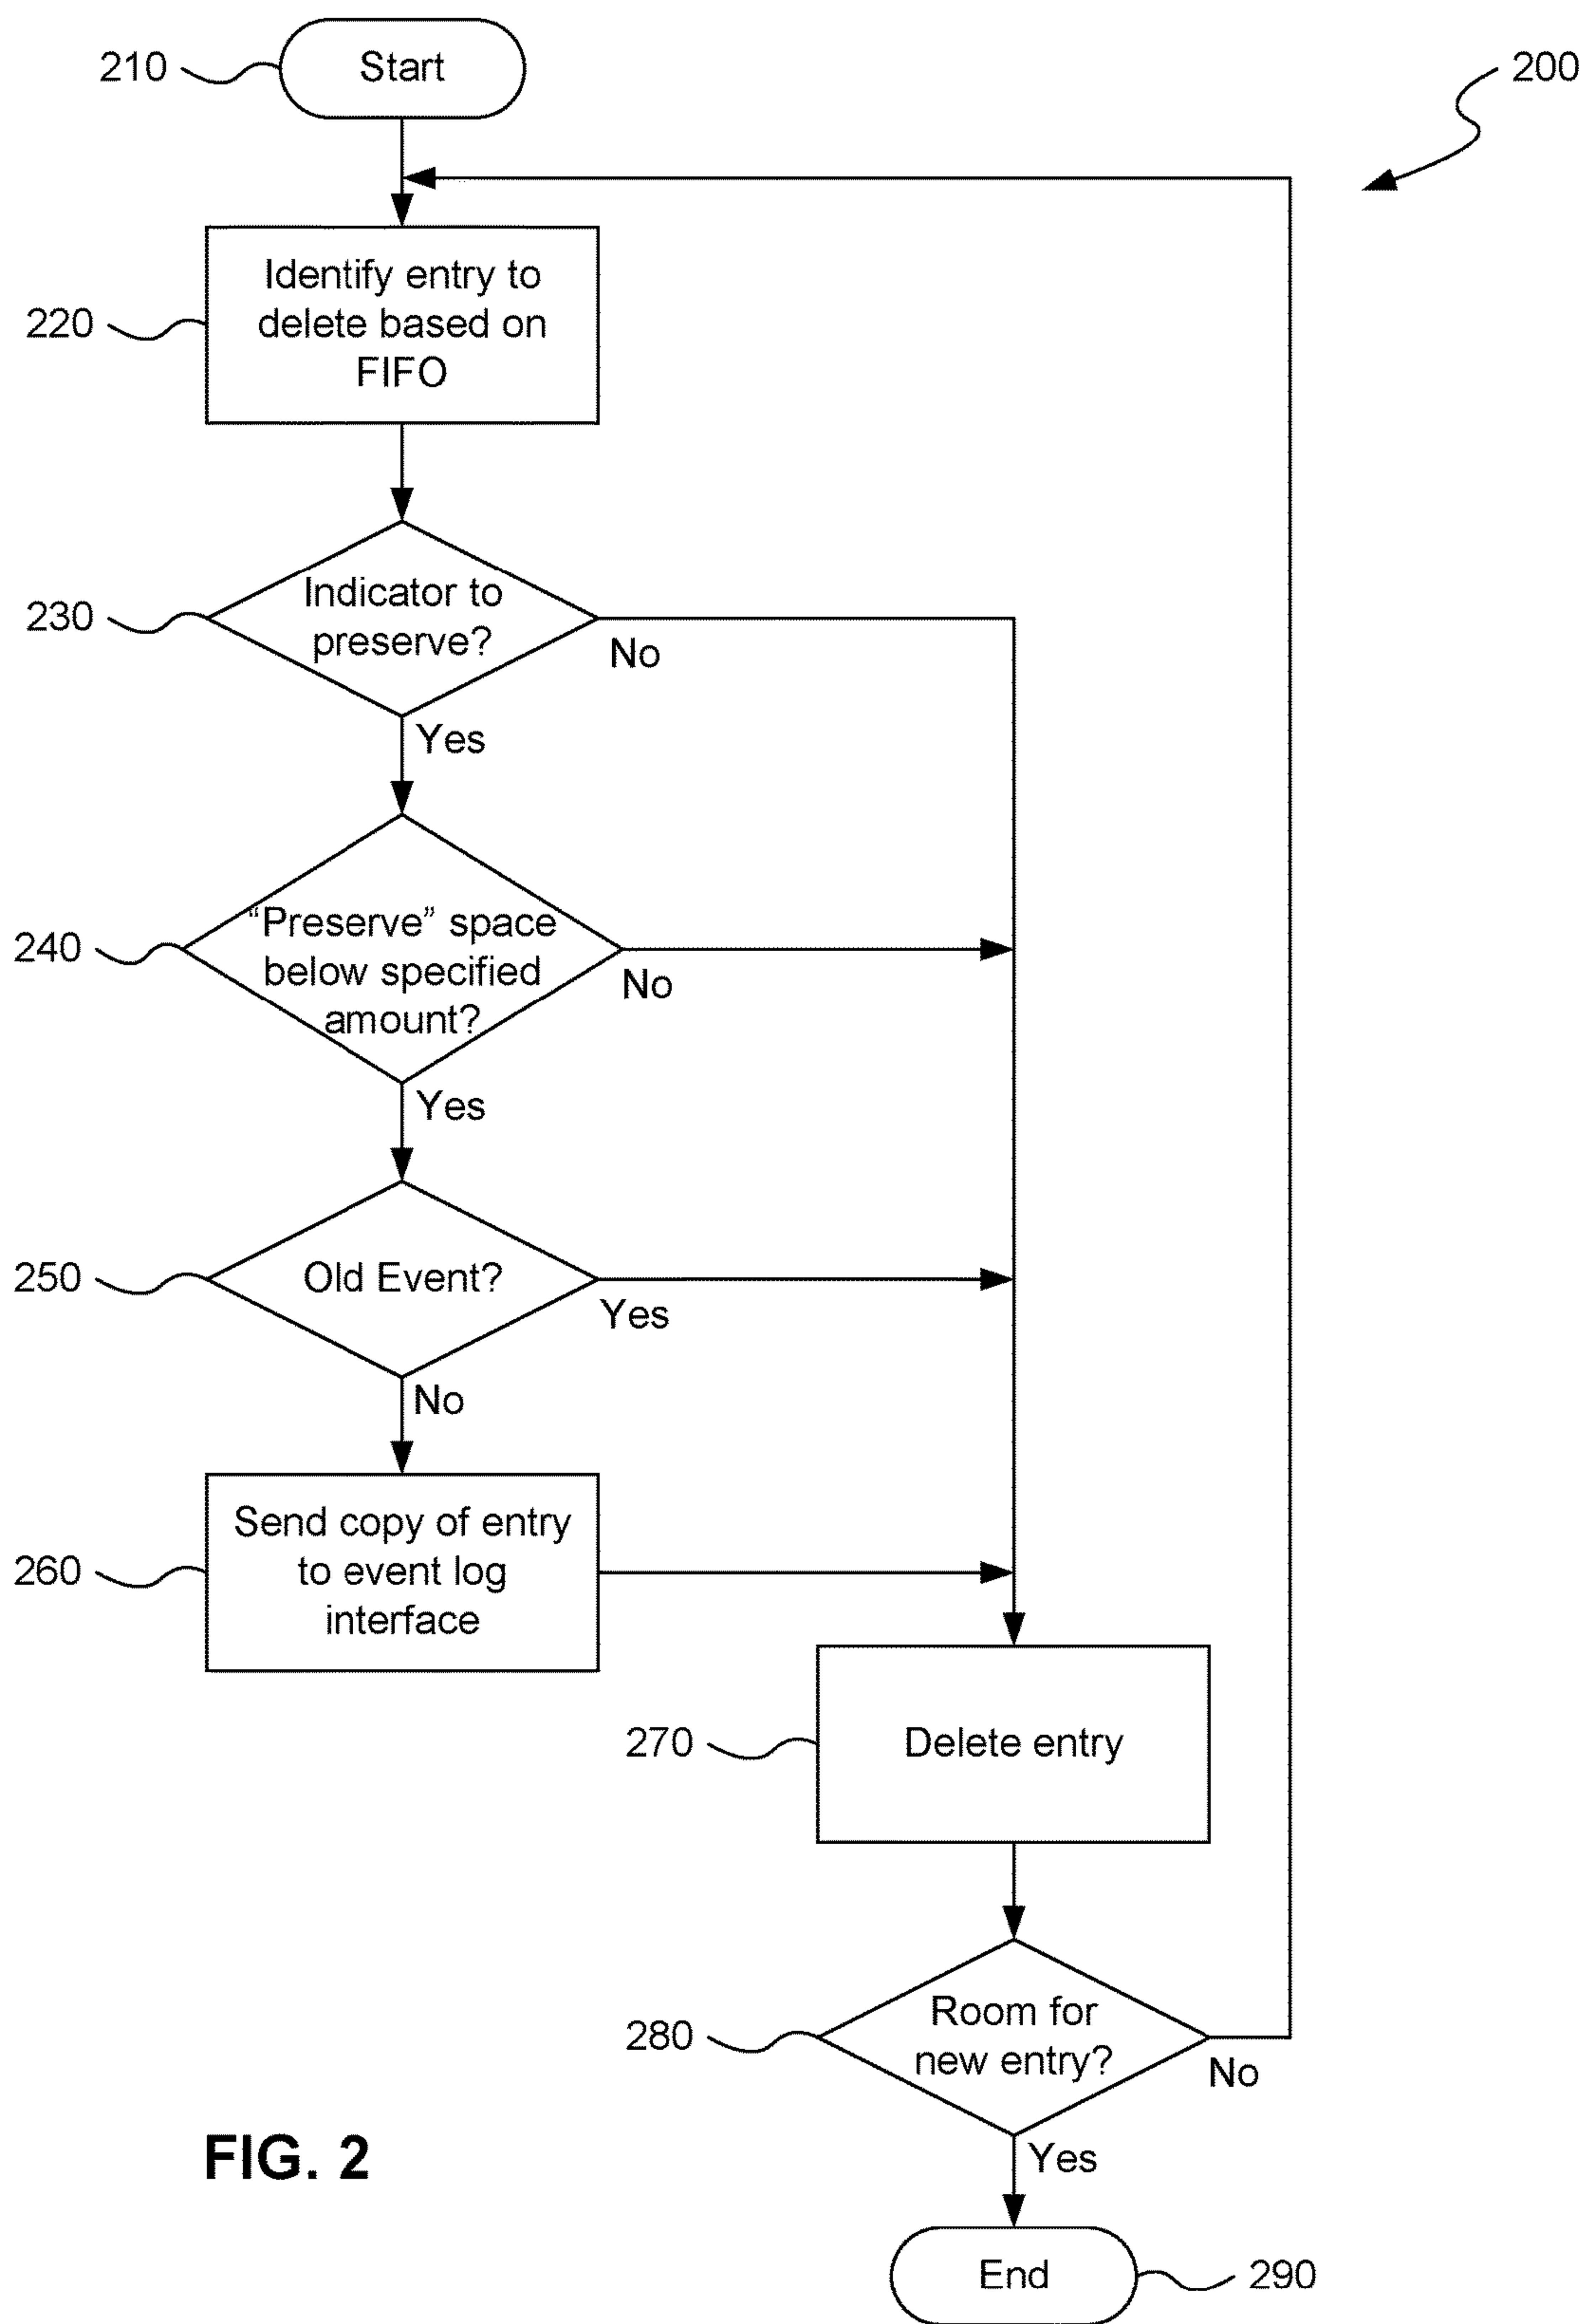 210
Start
200
220
Identify entry to
delete based on
FIFO
230
Indicator to
preserve?
No
Yes
240
“Preserve” space
below specified
amount?
No
Yes
250
Old Event?
Yes
No
260
Send copy of entry
to event log
interface
270
Delete entry
280
Room for
new entry?
No
Yes
FIG. 2
End
290